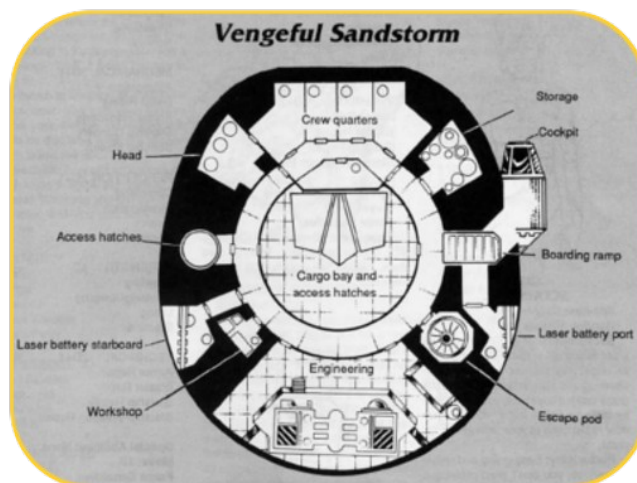 Vengeful Sandstorm
Crew quarters
Storage
Cockpit
Head
Access hatches
Cargo bay and
access hatches
Boarding ramp
Laser battery starboard
Laser battery port
Engineering
Workshop
Escape pod